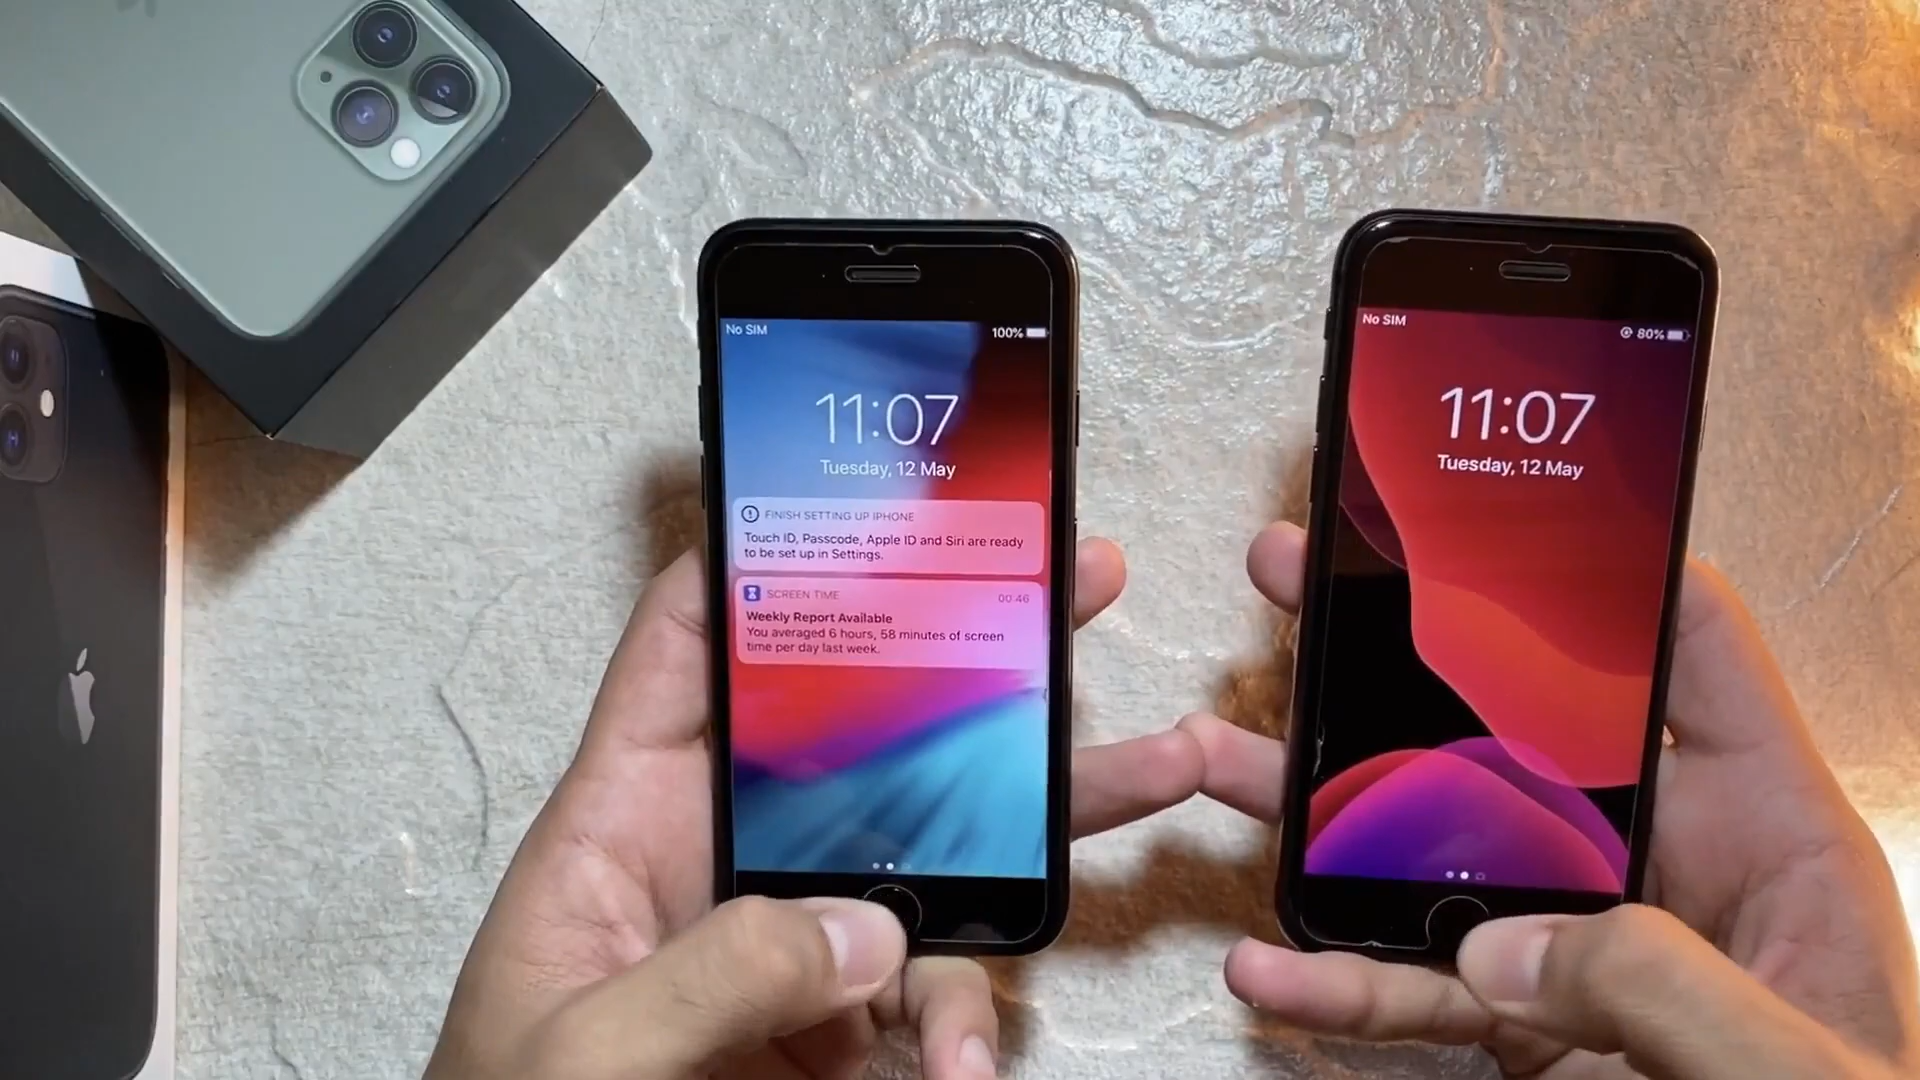 No SIM
100%
11:07
Tuesday, 12 May
FINISH SETTING UP IPHONE
Touch ID, Passcode, Apple ID and Siri are ready
to be set up in Settings.
SCREEN TIME
00:46
Weekly Report Available
You averaged 6 hours, 58 minutes of screen
time per day last week.
No SIM
80%
11:07
Tuesday, 12 May